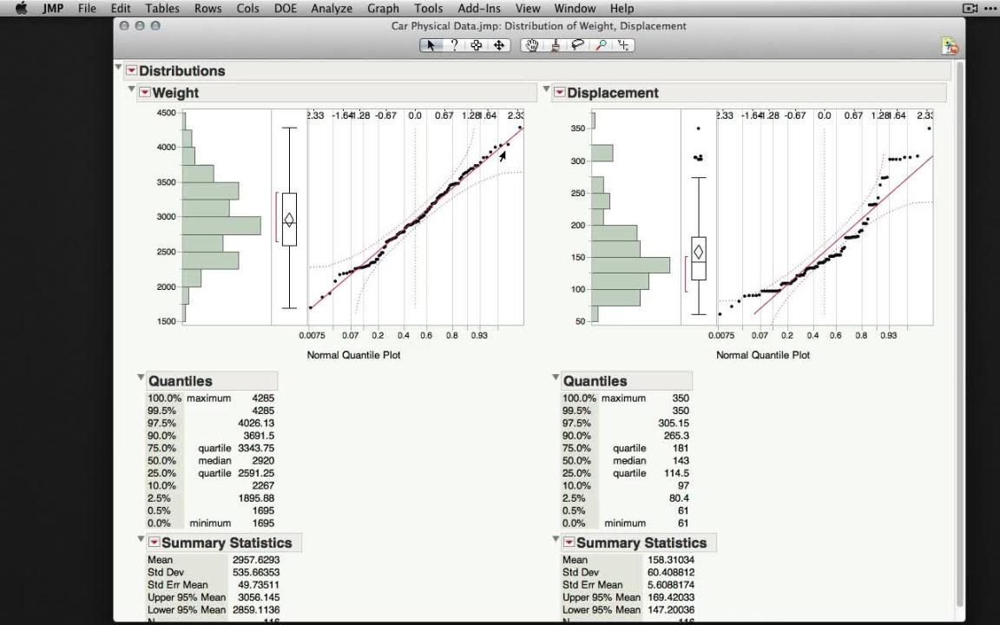 JMP File Edit Tables Rows Cols DOE Analyze Graph Tools Add-Ins View Window Help
Car Physical Data.jmp: Distribution of Weight, Displacement
Distributions
Weight
2.33 -1.64 1.28 -0.67 0.0 0.67 1.28 1.64 2.33
4500
4000
3500
3000
2500
2000
1500
0.0075 0.07 0.2 0.4 0.6 0.8 0.93
Normal Quantile Plot
Quantiles
100.0% maximum 4285
99.5% 4285
97.5% 4026.13
90.0% 3691.5
75.0% quartile 3343.75
50.0% median 2920
25.0% quartile 2591.25
10.0% 2267
2.5% 1895.88
0.5% 1695
0.0% minimum 1695
Summary Statistics
Mean 2957.6293
Std Dev 535.66353
Std Err Mean 49.73511
Upper 95% Mean 3056.145
Lower 95% Mean 2859.1136
N 116
Displacement
2.33 -1.64 1.28 -0.67 0.0 0.67 1.28 1.64 2.33
350
300
250
200
150
100
50
0.0075 0.07 0.2 0.4 0.6 0.8 0.93
Normal Quantile Plot
Quantiles
100.0% maximum 350
99.5% 350
97.5% 305.15
90.0% 265.3
75.0% quartile 181
50.0% median 143
25.0% quartile 114.5
10.0% 97
2.5% 80.4
0.5% 61
0.0% minimum 61
Summary Statistics
Mean 158.31034
Std Dev 60.408812
Std Err Mean 5.6088174
Upper 95% Mean 169.42033
Lower 95% Mean 147.20036
N 116